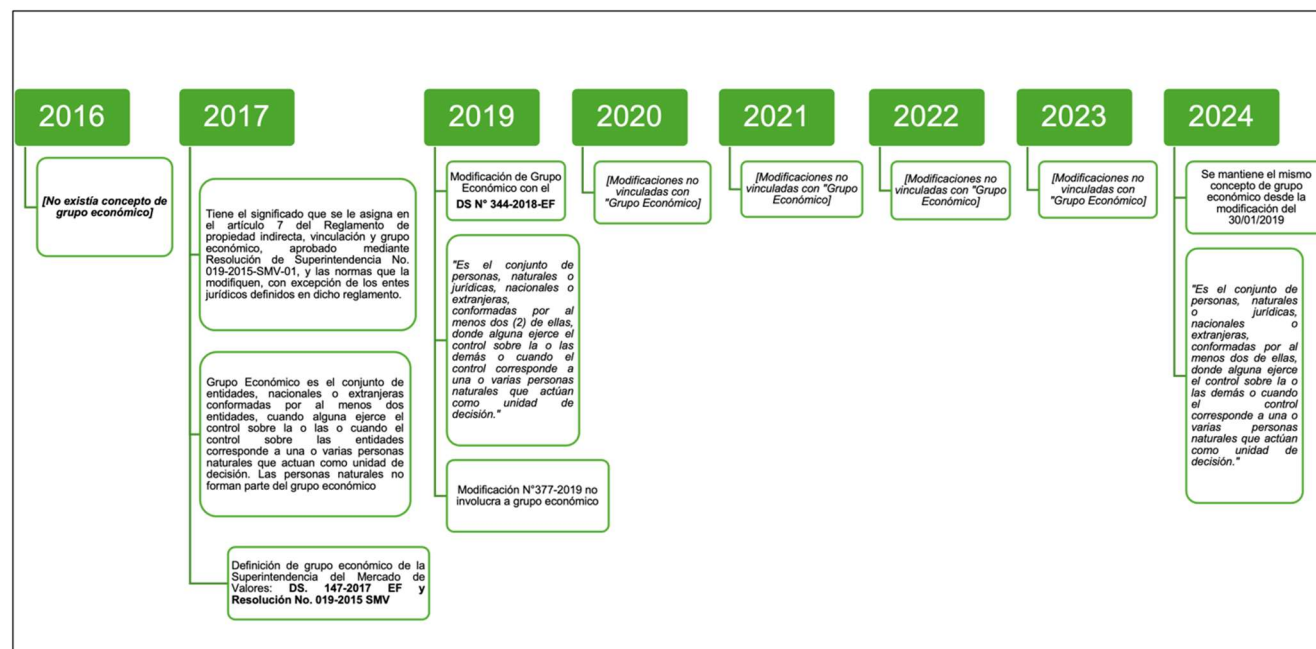 2016
[No existía concepto de
grupo económico]
2017
Tiene el significado que se le asigna en
el artículo 7 del Reglamento de
propiedad indirecta, vinculación y grupo
económico, aprobado mediante
Resolución de Superintendencia No.
019-2015-SMV-01, y las normas que la
modifiquen, con excepción de los entes
jurídicos definidos en dicho reglamento.
Grupo Económico es el conjunto de
entidades, nacionales o extranjeras
conformadas por al menos dos
entidades, cuando alguna ejerce el
control sobre la o las o cuando el
control sobre las entidades
corresponde a una o varias personas
naturales que actuan como unidad de
decisión. Las personas naturales no
forman parte del grupo económico
Definición de grupo económico de la
Superintendencia del Mercado de
Valores: DS. 147-2017 EF y
Resolución No. 019-2015 SMV
2019
Modificación de Grupo
Económico con el
DS N° 344-2018-EF
"Es el conjunto de
personas, naturales o
jurídicas, nacionales o
extranjeras,
conformadas por al
menos dos (2) de ellas,
donde alguna ejerce el
control sobre la o las
demás o cuando el
control corresponde a
una o varias personas
naturales que actúan
como unidad de
decisión."
Modificación N°377-2019 no
involucra a grupo económico
2020
[Modificaciones no
vinculadas con
"Grupo Económico]
2021
[Modificaciones no
vinculadas con "Grupo
Económico]
2022
[Modificaciones no
vinculadas con "Grupo
Económico]
2023
[Modificaciones no
vinculadas con
"Grupo Económico]
2024
Se mantiene el mismo
concepto de grupo
económico desde la
modificación del
30/01/2019
"Es el conjunto de
personas, naturales
o jurídicas,
nacionales o
extranjeras,
conformadas por al
menos dos de ellas,
donde alguna ejerce
el control sobre la o
las demás o cuando
el control
corresponde a una o
varias personas
naturales que actúan
como unidad de
decisión."